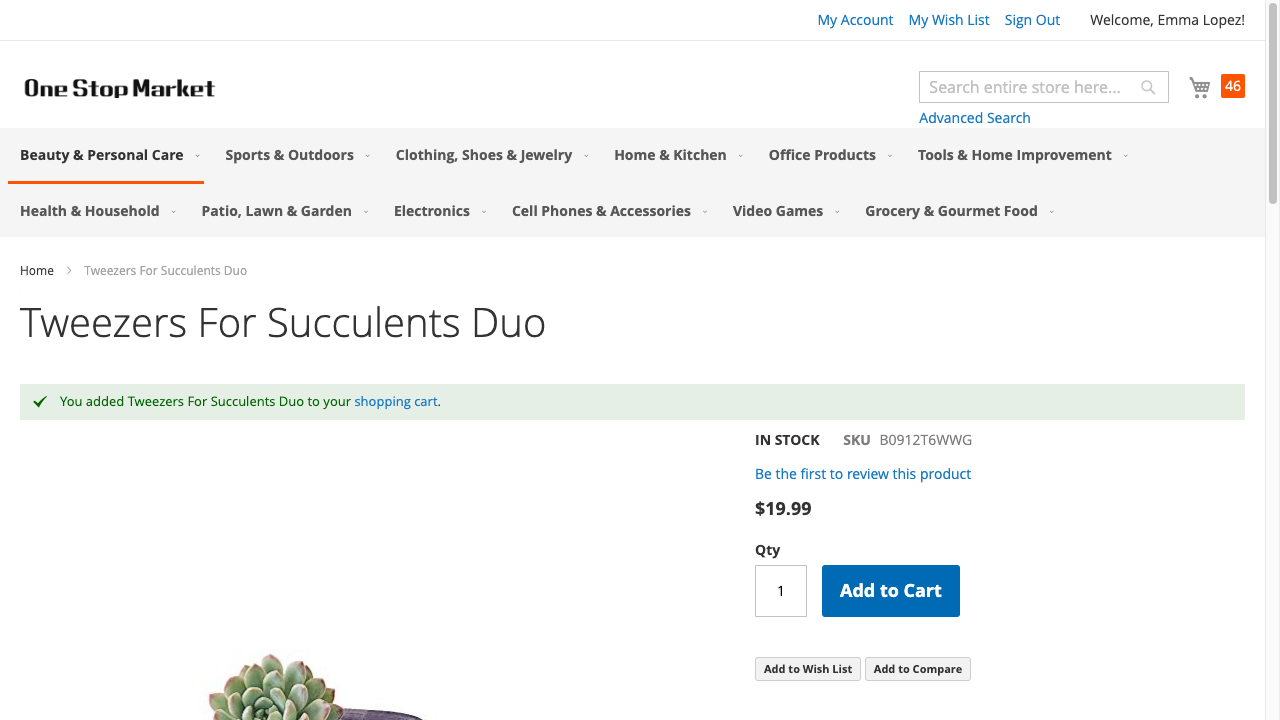 My Account My Wish List Sign Out Welcome, Emma Lopez!
One Stop Market
Search entire store here... 46
Advanced Search
Beauty & Personal Care Sports & Outdoors Clothing, Shoes & Jewelry Home & Kitchen Office Products Tools & Home Improvement
Health & Household Patio, Lawn & Garden Electronics Cell Phones & Accessories Video Games Grocery & Gourmet Food
Home Tweezers For Succulents Duo
Tweezers For Succulents Duo
You added Tweezers For Succulents Duo to your shopping cart.
IN STOCK SKU B0912T6WWG
Be the first to review this product
$19.99
Qty
1 Add to Cart
Add to Wish List Add to Compare